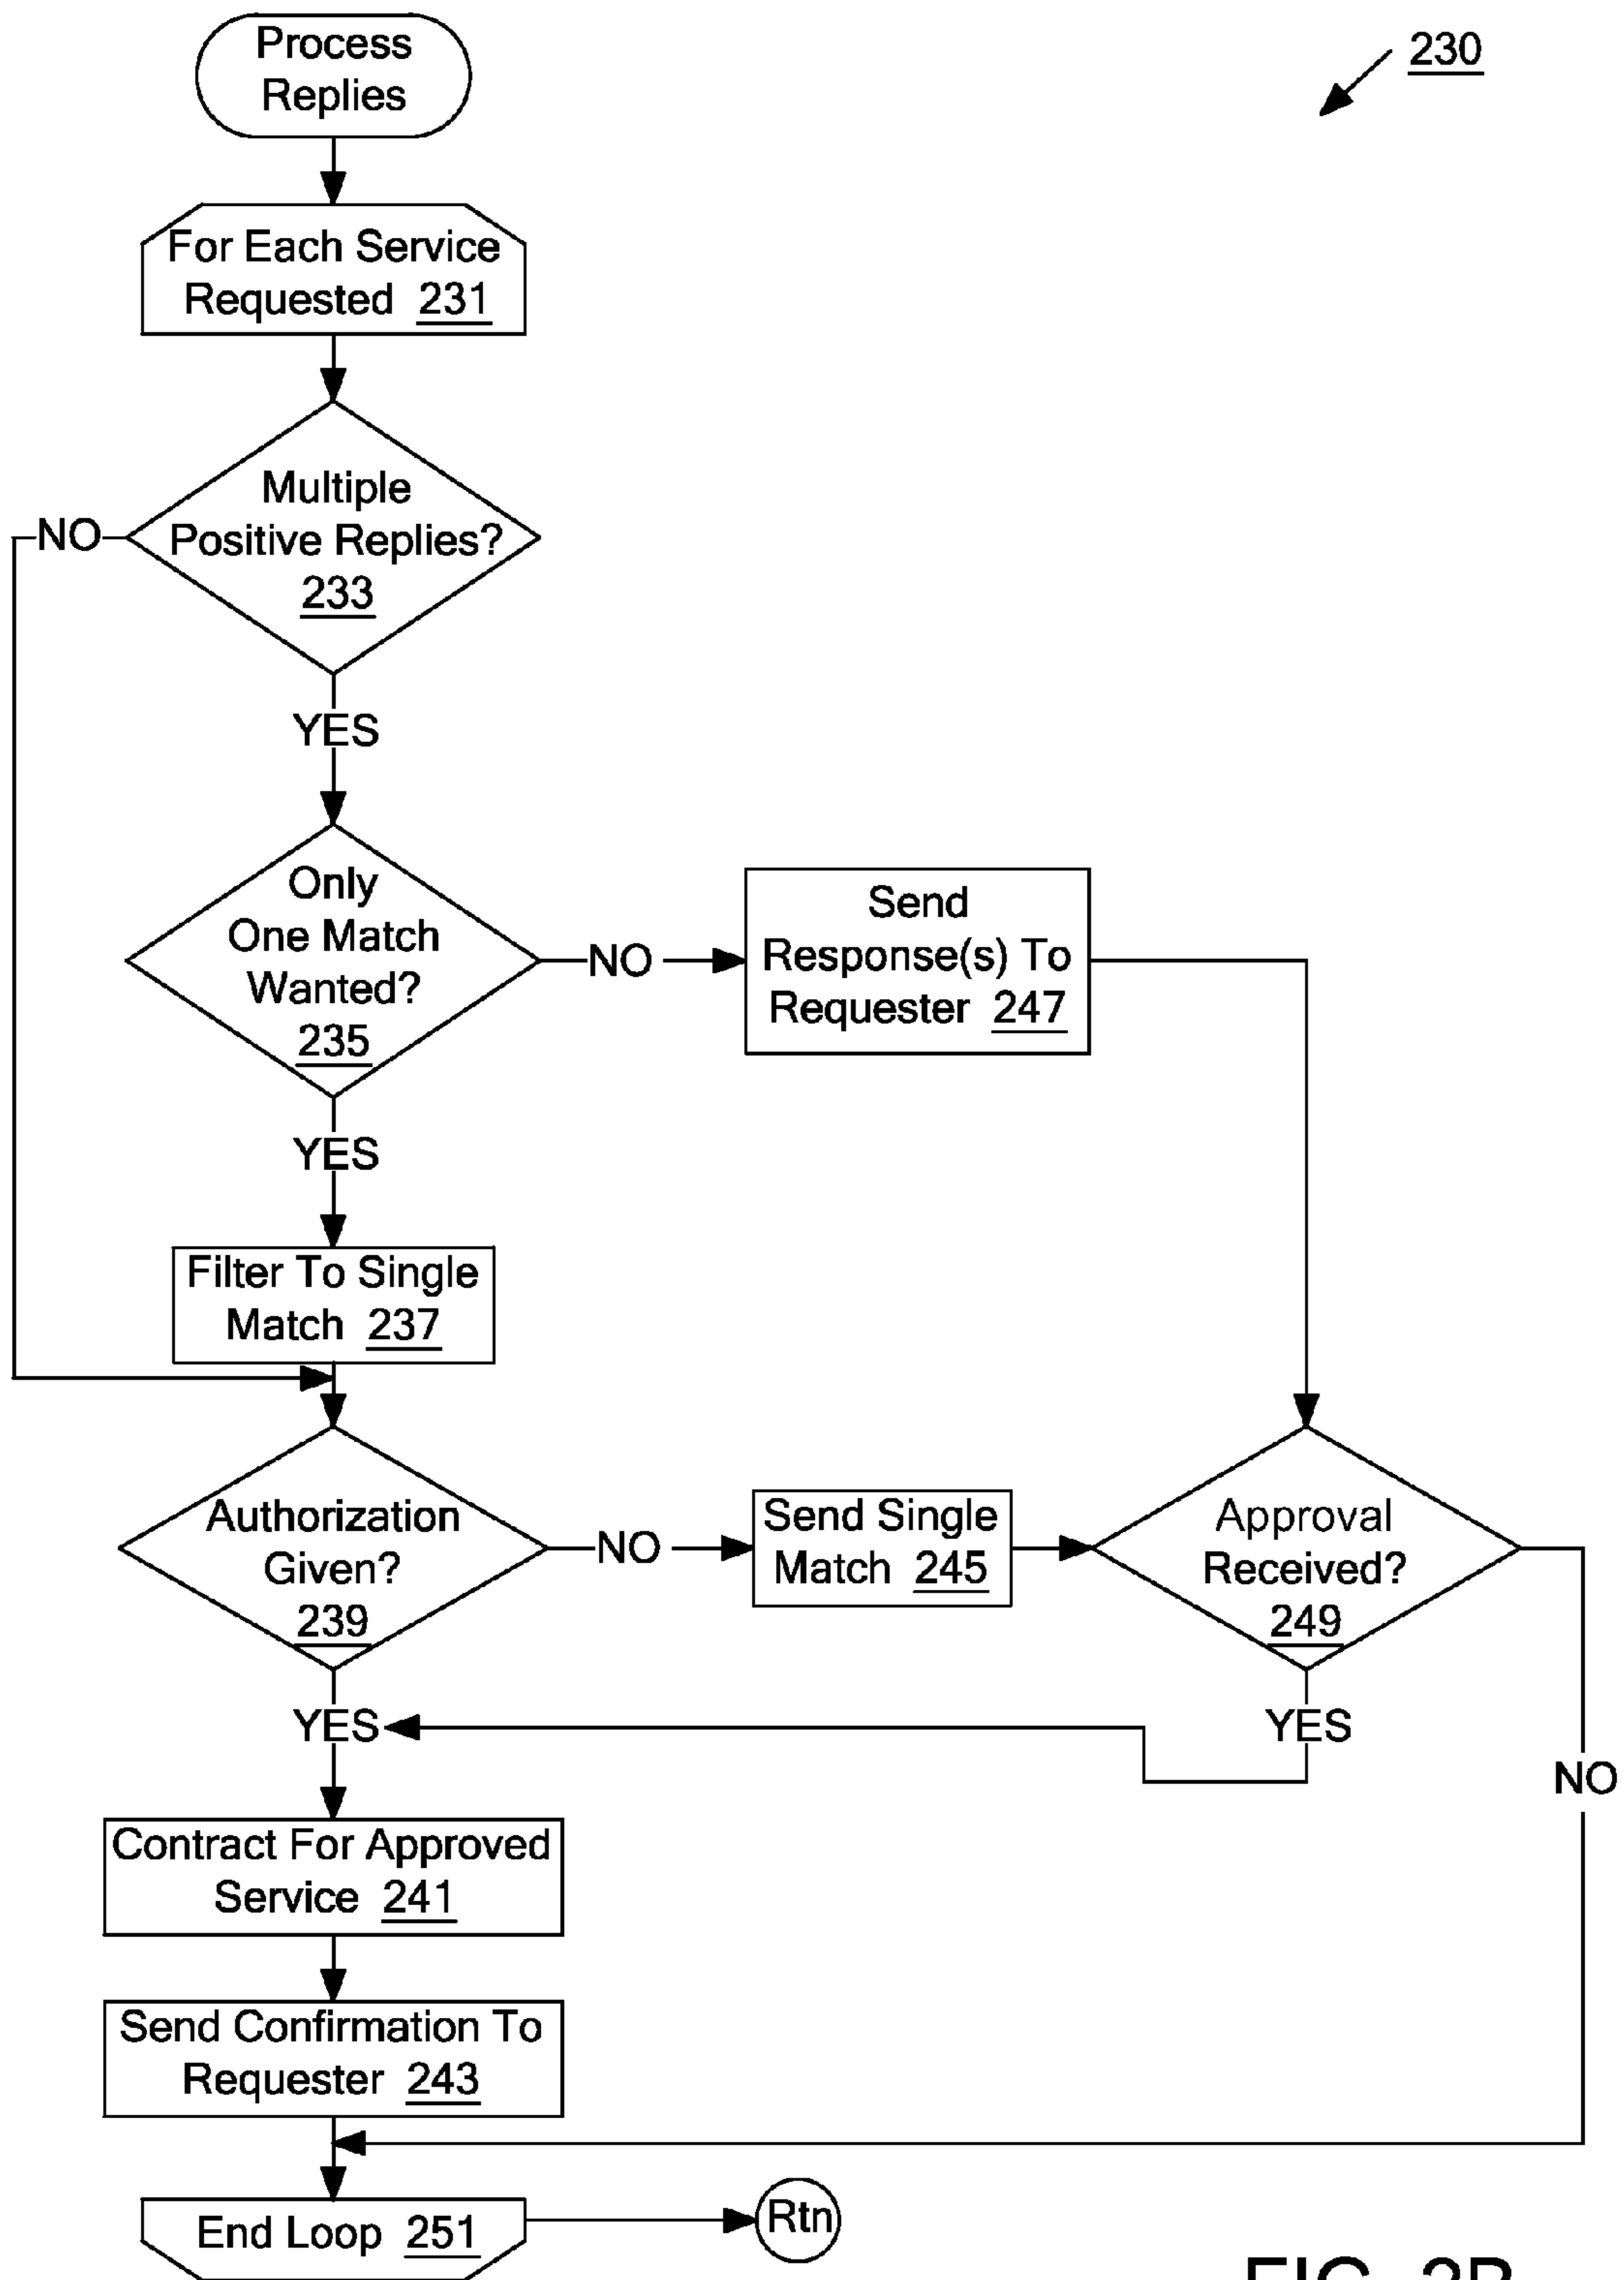 Process
Replies
230
For Each Service
Requested 231
Multiple
Positive Replies?
233
NO
YES
Only
One Match
Wanted?
235
NO
Send
Response(s) To
Requester 247
YES
Filter To Single
Match 237
Authorization
Given?
239
NO
Send Single
Match 245
Approval
Received?
249
YES
YES
NO
Contract For Approved
Service 241
Send Confirmation To
Requester 243
End Loop 251
Rtn
FIG. 2B